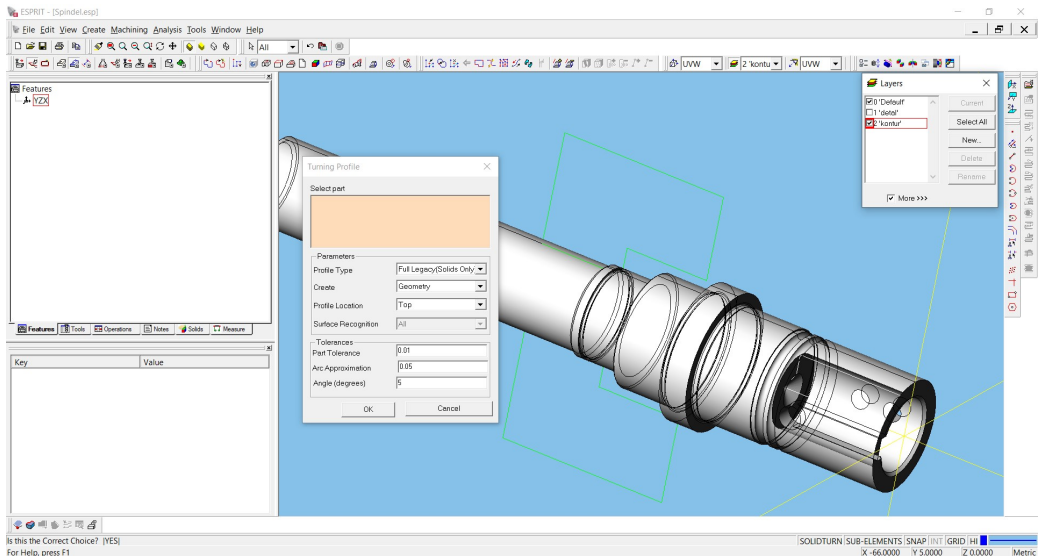 ESPRIT - [Spindel.esp]
File Edit View Create Machining Analysis Tools Window Help
All
UVW
2 'kontu
UVW
Features
YZX
Features Tools Operations Notes Solids Measure
Key Value
Turning Profile
Select part
Parameters
Profile Type Full Legacy(Solids Only)
Create Geometry
Profile Location Top
Surface Recognition All
Tolerances
Part Tolerance 0.01
Arc Approximation 0.05
Angle (degrees) 5
OK Cancel
Layers
0 'Default'
1 'detal'
2 'kontur'
Current
Select All
New...
Delete
Rename
More >>>
Is this the Correct Choice? |YES|
SOLIDTURN SUB-ELEMENTS SNAP INT GRID HI
For Help, press F1
X -66.0000 Y 5.0000 Z 0.0000 Metric